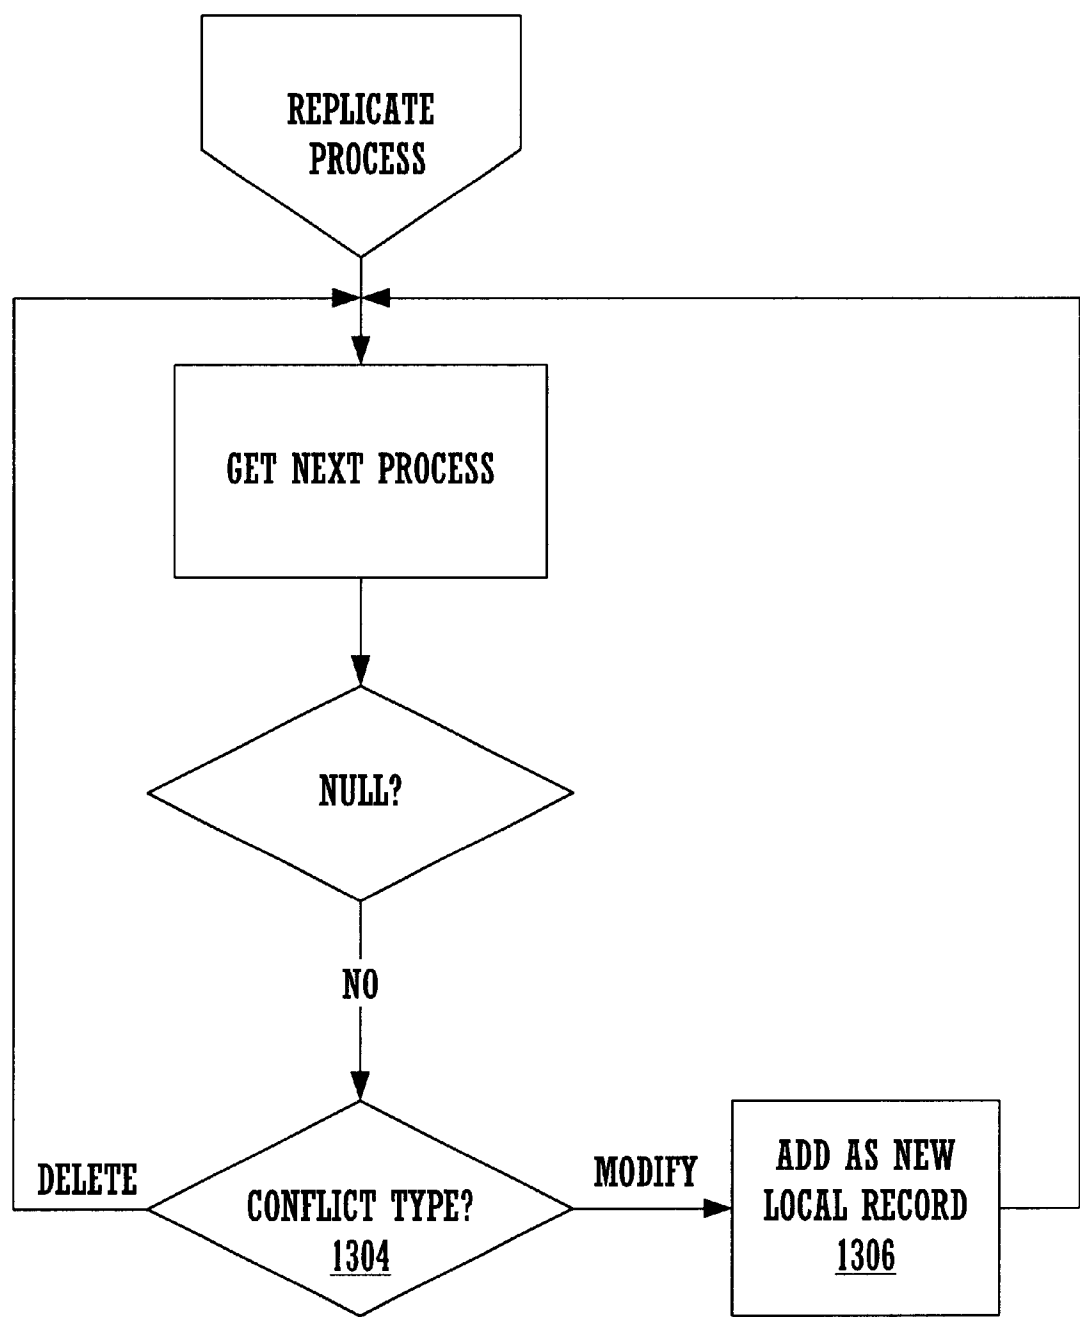 REPLICATE
PROCESS
GET NEXT PROCESS
NULL?
NO
DELETE
CONFLICT TYPE?
1304
MODIFY
ADD AS NEW
LOCAL RECORD
1306